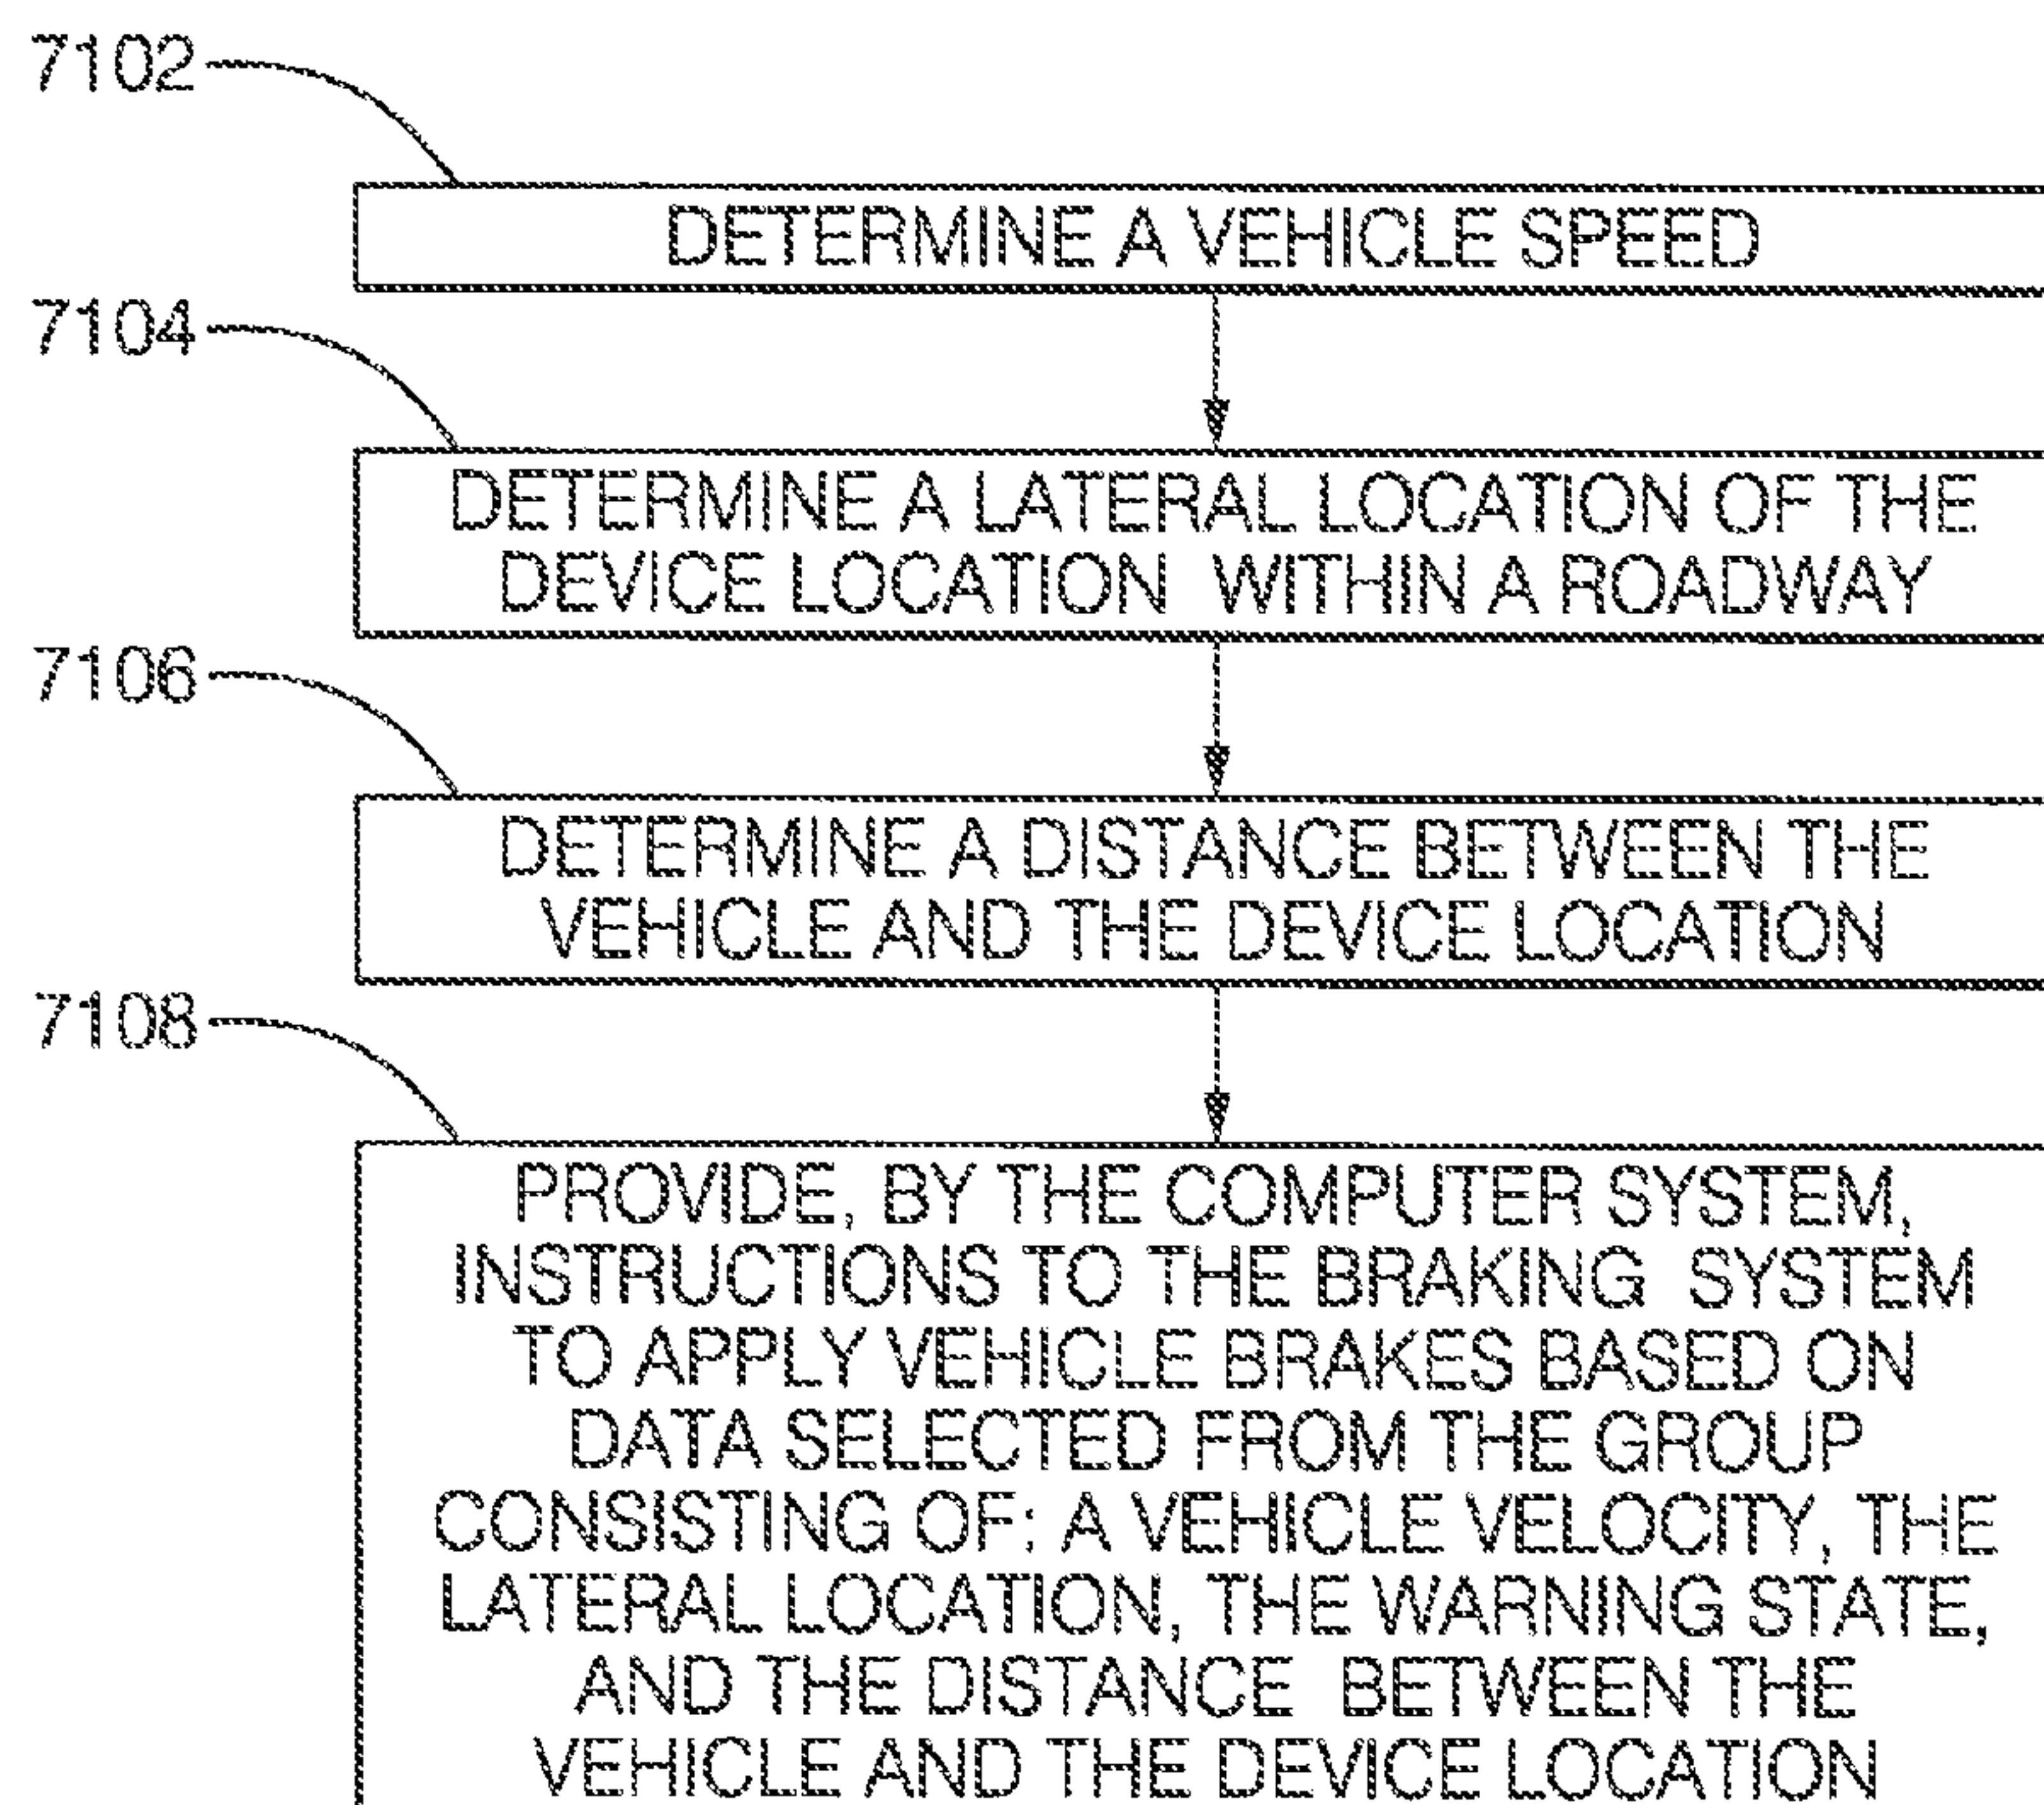 7102
DETERMINE A VEHICLE SPEED
7104
DETERMINE A LATERAL LOCATION OF THE
DEVICE LOCATION WITHIN A ROADWAY
7106
DETERMINE A DISTANCE BETWEEN THE
VEHICLE AND THE DEVICE LOCATION
7108
PROVIDE, BY THE COMPUTER SYSTEM,
INSTRUCTIONS TO THE BRAKING SYSTEM
TO APPLY VEHICLE BRAKES BASED ON
DATA SELECTED FROM THE GROUP
CONSISTING OF: A VEHICLE VELOCITY, THE
LATERAL LOCATION, THE WARNING STATE,
AND THE DISTANCE BETWEEN THE
VEHICLE AND THE DEVICE LOCATION